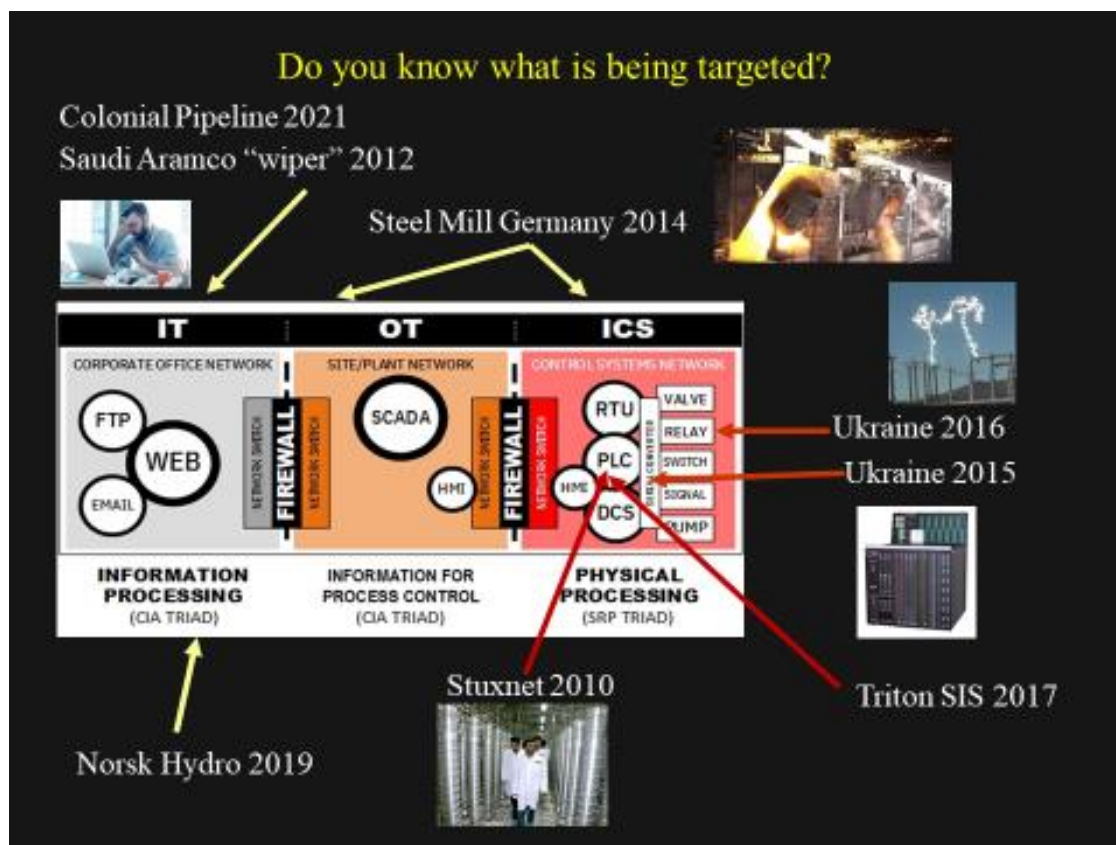 Do you know what is being targeted?
Colonial Pipeline 2021
Saudi Aramco “wiper” 2012
Steel Mill Germany 2014
IT
OT
ICS
CORPORATE OFFICE NETWORK
SITE/PLANT NETWORK
CONTROL SYSTEMS NETWORK
FTP
WEB
EMAIL
NETWORK SWITCH
FIREWALL
NETWORK SWITCH
SCADA
HMI
NETWORK SWITCH
FIREWALL
NETWORK SWITCH
RTU
PLC
HMI
DCS
SERIAL CONVERTER
VALVE
RELAY
SWITCH
SIGNAL
PUMP
Ukraine 2016
Ukraine 2015
INFORMATION
PROCESSING
(CIA TRIAD)
INFORMATION FOR
PROCESS CONTROL
(CIA TRIAD)
PHYSICAL
PROCESSING
(SRP TRIAD)
Stuxnet 2010
Triton SIS 2017
Norsk Hydro 2019